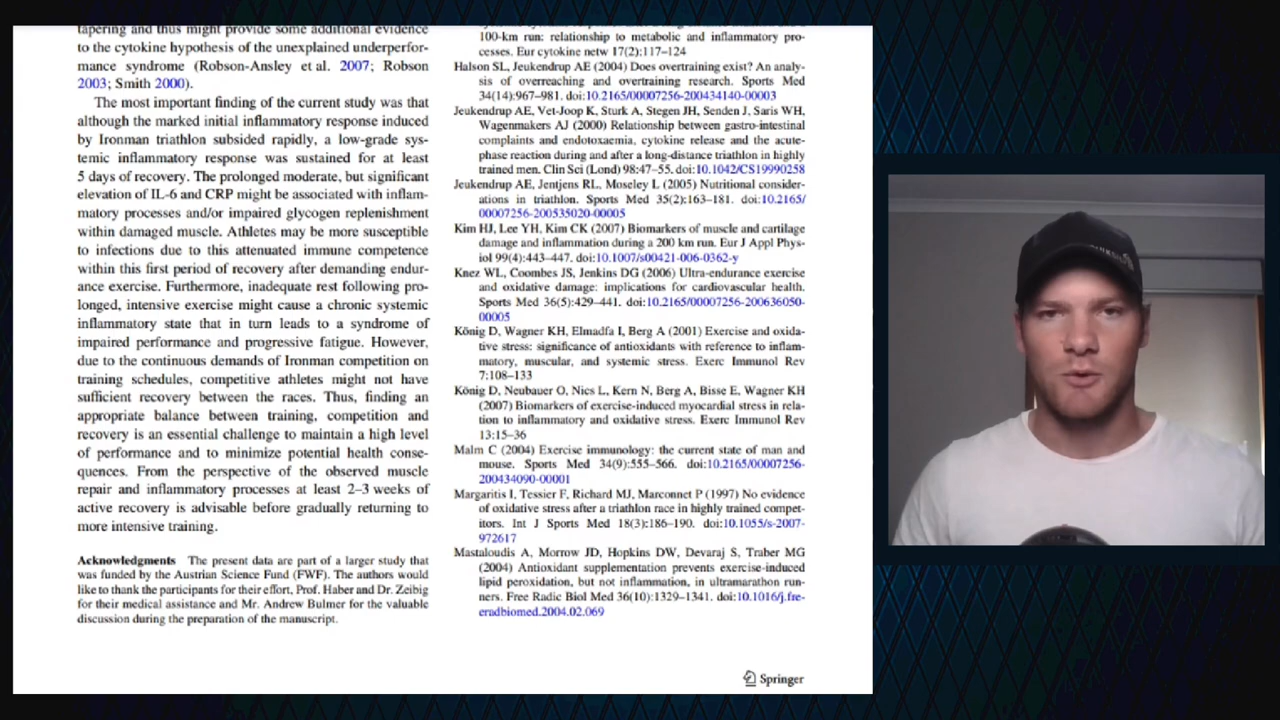 tapering and thus might provide some additional evidence
to the cytokine hypothesis of the unexplained underperfor-
mance syndrome (Robson-Ansley et al. 2007; Robson
2003; Smith 2000).
The most important finding of the current study was that
although the marked initial inflammatory response induced
by Ironman triathlon subsided rapidly, a low-grade sys-
temic inflammatory response was sustained for at least
5 days of recovery. The prolonged moderate, but significant
elevation of IL-6 and CRP might be associated with inflam-
matory processes and/or impaired glycogen replenishment
within damaged muscle. Athletes may be more susceptible
to infections due to this attenuated immune competence
within this first period of recovery after demanding endur-
ance exercise. Furthermore, inadequate rest following pro-
longed, intensive exercise might cause a chronic systemic
inflammatory state that in turn leads to a syndrome of
impaired performance and progressive fatigue. However,
due to the continuous demands of Ironman competition on
training schedules, competitive athletes might not have
sufficient recovery between the races. Thus, finding an
appropriate balance between training, competition and
recovery is an essential challenge to maintain a high level
of performance and to minimize potential health conse-
quences. From the perspective of the observed muscle
repair and inflammatory processes at least 2–3 weeks of
active recovery is advisable before gradually returning to
more intensive training.
Acknowledgments The present data are part of a larger study that
was funded by the Austrian Science Fund (FWF). The authors would
like to thank the participants for their effort, Prof. Haber and Dr. Zeibig
for their medical assistance and Mr. Andrew Bulmer for the valuable
discussion during the preparation of the manuscript.
100-km run: relationship to metabolic and inflammatory pro-
cesses. Eur cytokine netw 17(2):117–124
Halson SL, Jeukendrup AE (2004) Does overtraining exist? An analy-
sis of overreaching and overtraining research. Sports Med
34(14):967–981. doi:10.2165/00007256-200434140-00003
Jeukendrup AE, Vet-Joop K, Sturk A, Stegen JH, Senden J, Saris WH,
Wagenmakers AJ (2000) Relationship between gastro-intestinal
complaints and endotoxaemia, cytokine release and the acute-
phase reaction during and after a long-distance triathlon in highly
trained men. Clin Sci (Lond) 98:47–55. doi:10.1042/CS19990258
Jeukendrup AE, Jentjens RL, Moseley L (2005) Nutritional consider-
ations in triathlon. Sports Med 35(2):163–181. doi:10.2165/
00007256-200535020-00005
Kim HJ, Lee YH, Kim CK (2007) Biomarkers of muscle and cartilage
damage and inflammation during a 200 km run. Eur J Appl Phys-
iol 99(4):443–447. doi:10.1007/s00421-006-0362-y
Knez WL, Coombes JS, Jenkins DG (2006) Ultra-endurance exercise
and oxidative damage: implications for cardiovascular health.
Sports Med 36(5):429–441. doi:10.2165/00007256-200636050-
00005
König D, Wagner KH, Elmadfa I, Berg A (2001) Exercise and oxida-
tive stress: significance of antioxidants with reference to inflam-
matory, muscular, and systemic stress. Exerc Immunol Rev
7:108–133
König D, Neubauer O, Nics L, Kern N, Berg A, Bisse E, Wagner KH
(2007) Biomarkers of exercise-induced myocardial stress in rela-
tion to inflammatory and oxidative stress. Exerc Immunol Rev
13:15–36
Malm C (2004) Exercise immunology: the current state of man and
mouse. Sports Med 34(9):555–566. doi:10.2165/00007256-
200434090-00001
Margaritis I, Tessier F, Richard MJ, Marconnet P (1997) No evidence
of oxidative stress after a triathlon race in highly trained compet-
itors. Int J Sports Med 18(3):186–190. doi:10.1055/s-2007-
972617
Mastaloudis A, Morrow JD, Hopkins DW, Devaraj S, Traber MG
(2004) Antioxidant supplementation prevents exercise-induced
lipid peroxidation, but not inflammation, in ultramarathon run-
ners. Free Radic Biol Med 36(10):1329–1341. doi:10.1016/j.fre-
eradbiomed.2004.02.069
Springer